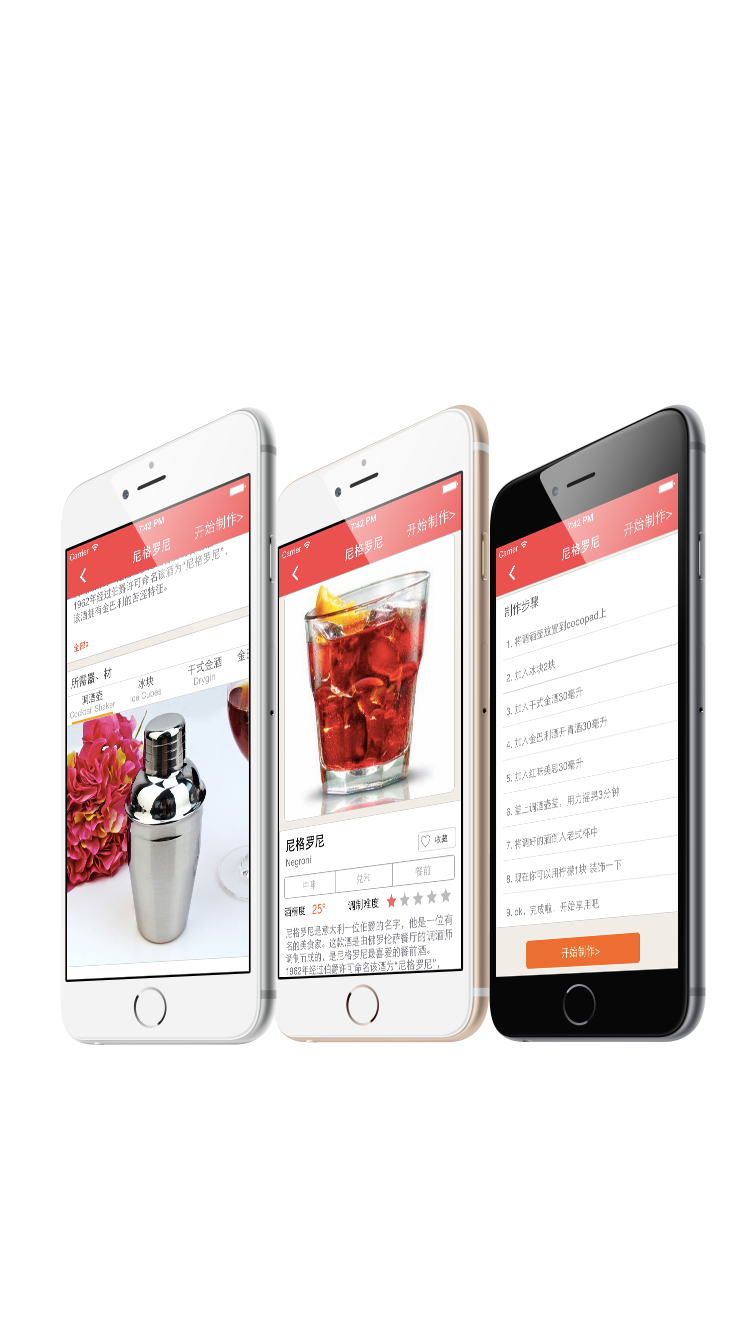 Carrier
7:42 PM
尼格罗尼
开始制作>
1962年经过伯爵许可命名该酒为“尼格罗尼”，
该酒拥有金巴利的苦涩特征。
全部>
所需器、材
调酒壶
Cocktail Shaker
冰块
Ice Cubes
干式金酒
Drygin
Carrier
7:42 PM
尼格罗尼
开始制作>
尼格罗尼
Negroni
收藏
餐前
酒精度 25°
调制难度
尼格罗尼是意大利一位伯爵的名字，他是一位有
名的美食家。这款酒是由佛罗伦萨餐厅的调酒师
调制而成的，是尼格罗尼最喜爱的餐前酒。
1962年经过伯爵许可命名该酒为“尼格罗尼”，
Carrier
7:42 PM
尼格罗尼
开始制作>
制作步骤
1. 将调酒壶放置到cocopad上
2. 加入冰块2块
3. 加入干式金酒30毫升
4. 加入金巴利酒开胃酒30毫升
5. 加入红味美思30毫升
6. 盖上调酒壶盖，用力摇晃3分钟
7. 将调好的酒倒入老式杯中
8. 现在你可以用柠檬1块 装饰一下
9. ok，完成啦，开始享用吧
开始制作>